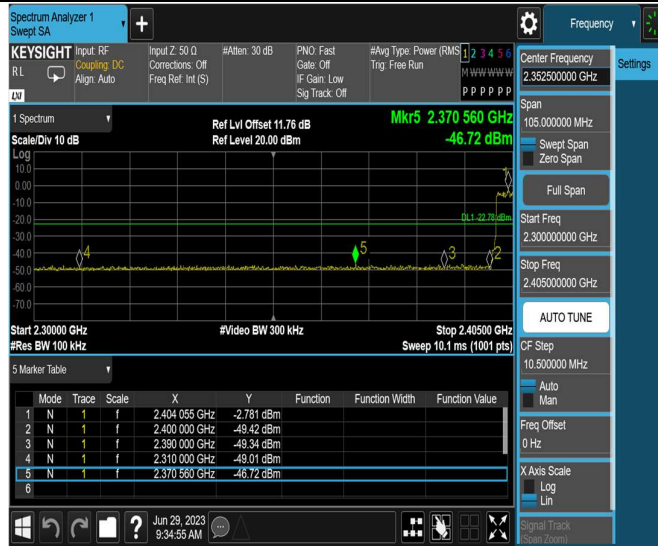 Spectrum Analyzer 1
Swept SA
Frequency
KEYSIGHT Input: RF Input Z: 50 Ω #Atten: 30 dB PNO: Fast #Avg Type: Power (RMS 1 2 3 4 5 6
RL Coupling: DC Corrections: Off Gate: Off Trig: Free Run M W W W W W
Align: Auto Freq Ref: Int (S) IF Gain: Low
Sig Track: Off P P P P P P
LXI
1 Spectrum
Ref Lvl Offset 11.76 dB Mkr5 2.370 560 GHz
Scale/Div 10 dB Ref Level 20.00 dBm -46.72 dBm
Log
10.0
0.00
-10.0
-20.0
DL1 -22.78 dBm
-30.0
-40.0
4 5 3 2 1
-50.0
-60.0
-70.0
Start 2.30000 GHz #Video BW 300 kHz Stop 2.40500 GHz
#Res BW 100 kHz Sweep 10.1 ms (1001 pts)
5 Marker Table
Mode Trace Scale X Y Function Function Width Function Value
1 N 1 f 2.404 055 GHz -2.781 dBm
2 N 1 f 2.400 000 GHz -49.42 dBm
3 N 1 f 2.390 000 GHz -49.34 dBm
4 N 1 f 2.310 000 GHz -49.01 dBm
5 N 1 f 2.370 560 GHz -46.72 dBm
6
Jun 29, 2023
9:34:55 AM
Center Frequency
2.352500000 GHz
Settings
Span
105.000000 MHz
Swept Span
Zero Span
Full Span
Start Freq
2.300000000 GHz
Stop Freq
2.405000000 GHz
AUTO TUNE
CF Step
10.500000 MHz
Auto
Man
Freq Offset
0 Hz
X Axis Scale
Log
Lin
Signal Track
(Span Zoom)